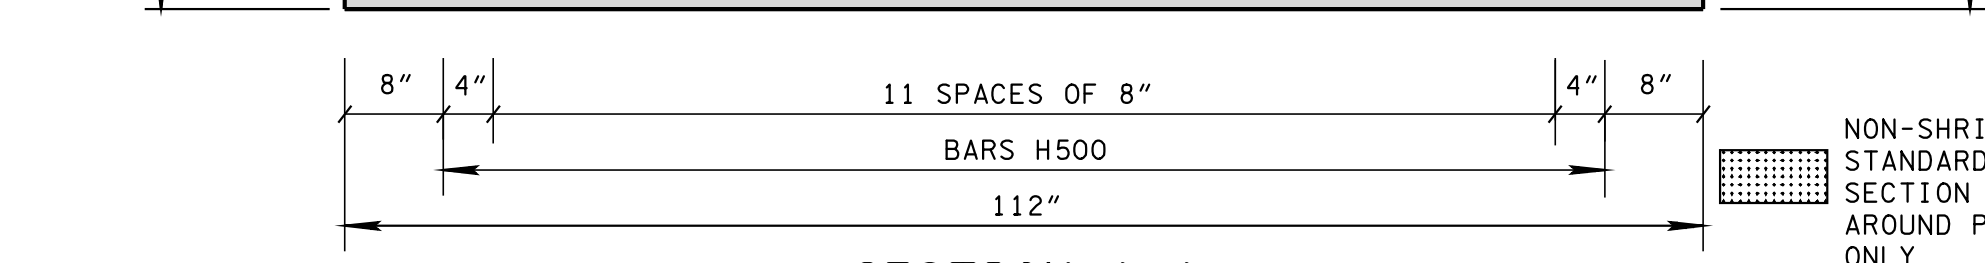 8″ 4″ 11 SPACES OF 8″ 4″ 8″
BARS H500
112″
NON-SHRI
STANDARD
SECTION
AROUND P
ONLY